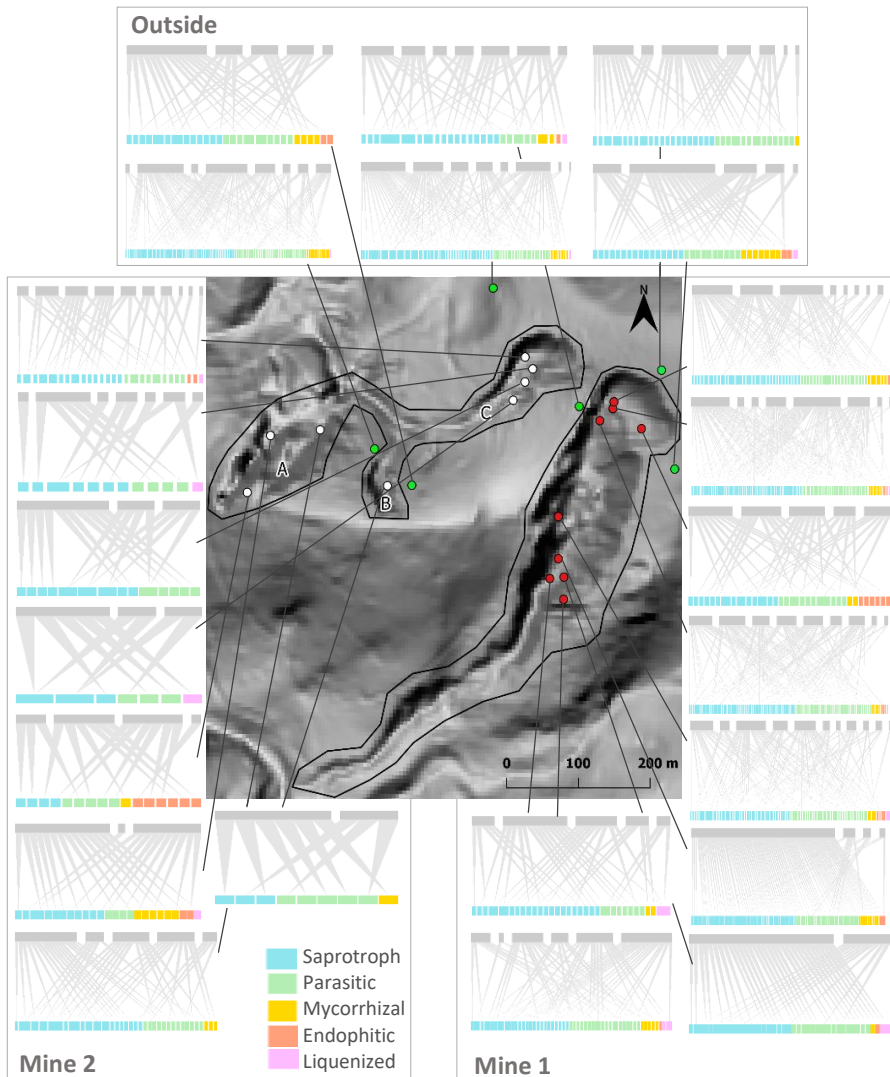 Outside
N
C
A
B
0 100 200 m
Saprotroph
Parasitic
Mycorrhizal
Endophitic
Liquenized
Mine 2
Mine 1